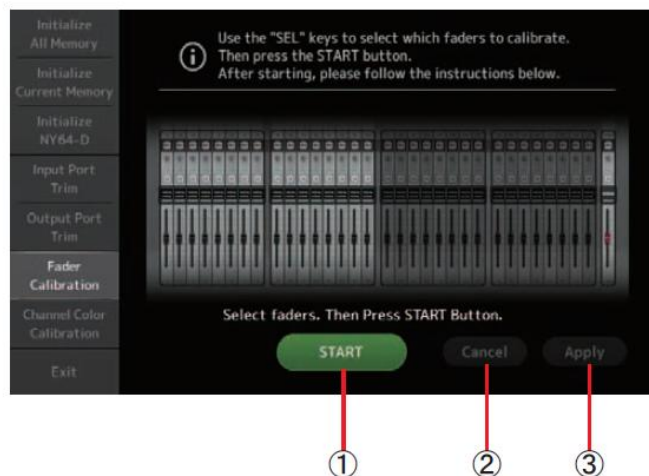 Initialize
All Memory
Initialize
Current Memory
Initialize
NY64-D
Input Port
Trim
Output Port
Trim
Fader
Calibration
Channel Color
Calibration
Exit
Use the "SEL" keys to select which faders to calibrate.
Then press the START button.
After starting, please follow the instructions below.
Select faders. Then Press START Button.
START
Cancel
Apply
①
②
③